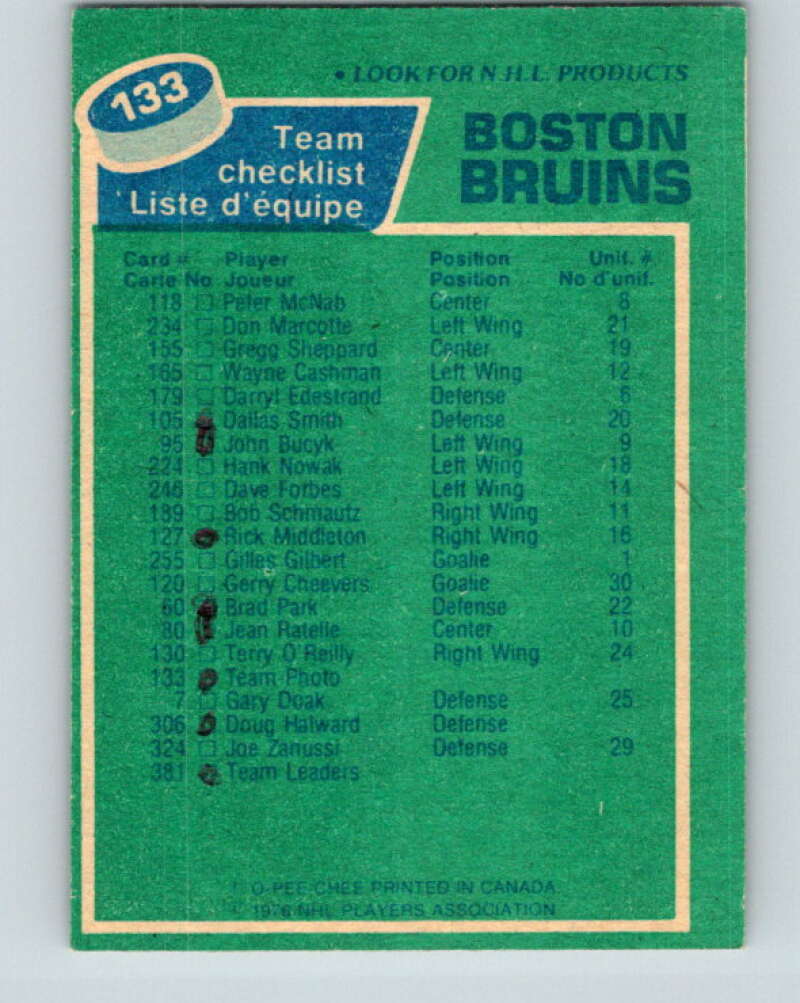 • LOOK FOR N.H.L. PRODUCTS
133
Team checklist
Liste d'équipe
BOSTON
BRUINS
Card # Player Position Unif. #
Carte No Joueur Position No d'unif.
118 Peter McNab Center 8
234 Don Marcotte Left Wing 21
155 Gregg Sheppard Center 19
165 Wayne Cashman Left Wing 12
179 Darryl Edestrand Defense 6
105 Dallas Smith Defense 20
95 John Bucyk Left Wing 9
224 Hank Nowak Left Wing 18
246 Dave Forbes Left Wing 14
189 Bob Schmautz Right Wing 11
127 Rick Middleton Right Wing 16
255 Gilles Gilbert Goalie 1
120 Gerry Cheevers Goalie 30
60 Brad Park Defense 22
80 Jean Ratelle Center 10
130 Terry O'Reilly Right Wing 24
133 Team Photo
7 Gary Doak Defense 25
306 Doug Halward Defense
324 Joe Zanussi Defense 29
381 Team Leaders
O-PEE-CHEE PRINTED IN CANADA
© 1976 NHL PLAYERS ASSOCIATION